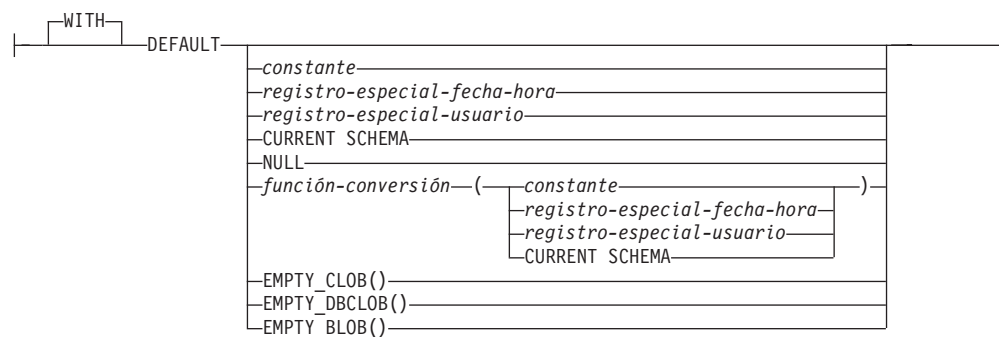 WITH
DEFAULT
constante
registro-especial-fecha-hora
registro-especial-usuario
CURRENT SCHEMA
NULL
función-conversión ( constante )
registro-especial-fecha-hora
registro-especial-usuario
CURRENT SCHEMA
EMPTY_CLOB()
EMPTY_DBCLOB()
EMPTY_BLOB()